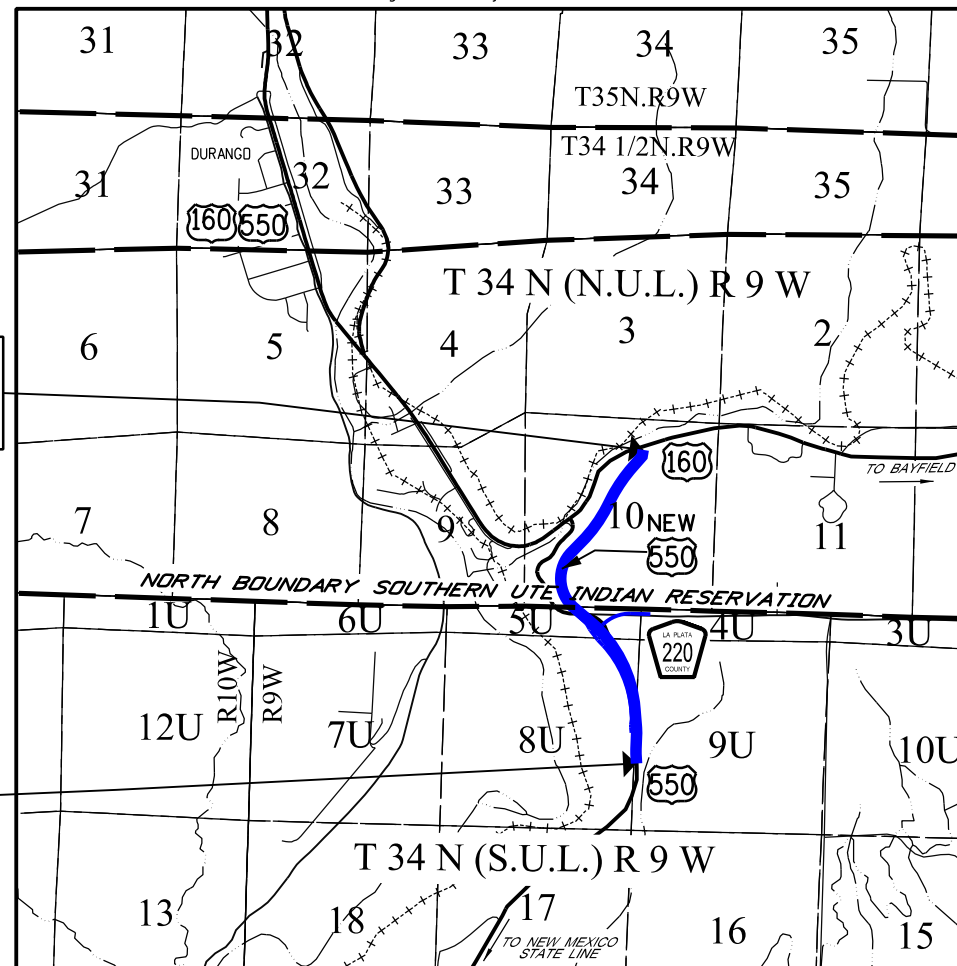 31
32
33
34
35
T35N.R9W
T34 1/2N.R9W
DURANGO
31
32
33
34
35
160
550
T 34 N (N.U.L.) R 9 W
6
5
4
3
2
160
TO BAYFIELD
7
8
9
10
NEW
550
11
NORTH BOUNDARY SOUTHERN UTE INDIAN RESERVATION
1U
6U
5U
4U
3U
LA PLATA
220
COUNTY
R10W
R9W
12U
7U
8U
9U
10U
550
T 34 N (S.U.L.) R 9 W
13
18
17
16
15
TO NEW MEXICO
STATE LINE